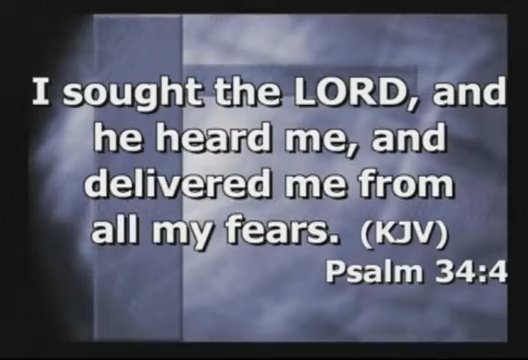 I sought the LORD, and
he heard me, and
delivered me from
all my fears. (KJV)
Psalm 34:4